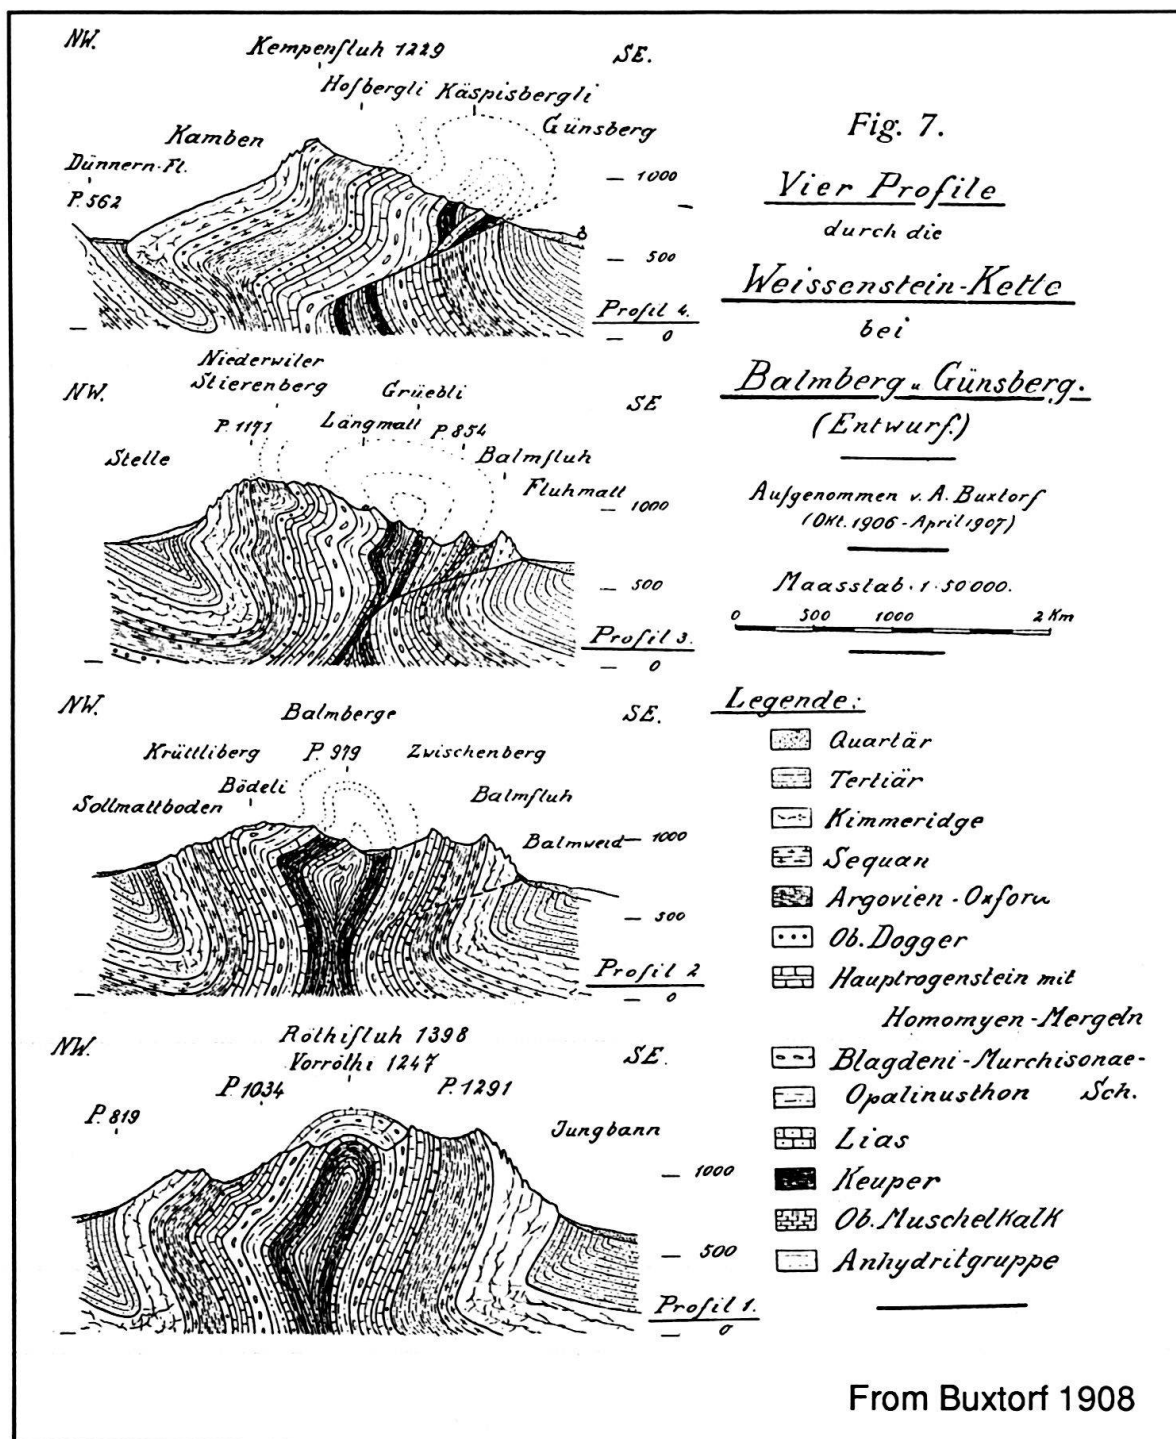 NW.
Kempenfluh 1229
SE.
Hofbergli Käspisbergli
Kamben
Günsberg
Dünnern-Fl.
P. 562
1000
500
Profil 4.
0
Fig. 7.
Vier Profile
durch die
Weissenstein-Kette
bei
Balmberg u. Günsberg.
(Entwurf.)
Aufgenommen v. A. Buxtorf
(Okt. 1906 - April 1907)
Maasstab · 1 · 50 000.
0 500 1000 2 Km
Niederwiler
Stierenberg
NW.
Grüebli
SE
P. 1171
Längmatt
P. 854
Stelle
Balmfluh
Fluhmatt
1000
500
Profil 3.
0
NW.
Balmberge
SE.
Krüttliberg
P. 979
Zwischenberg
Bödeli
Sollmattboden
Balmfluh
Balmweid
1000
500
Profil 2
0
NW.
Röthifluh 1398
SE.
Vorröthi 1247
P. 1034
P. 1291
P. 819
Jungbann
1000
500
Profil 1.
0
Legende:
Quartär
Tertiär
Kimmeridge
Sequan
Argovien - Oxford
Ob. Dogger
Hauptrogenstein mit
Homomyen-Mergeln
Blagdeni-Murchisonae-
Opalinusthon Sch.
Lias
Keuper
Ob. Muschelkalk
Anhydritgruppe
From Buxtorf 1908